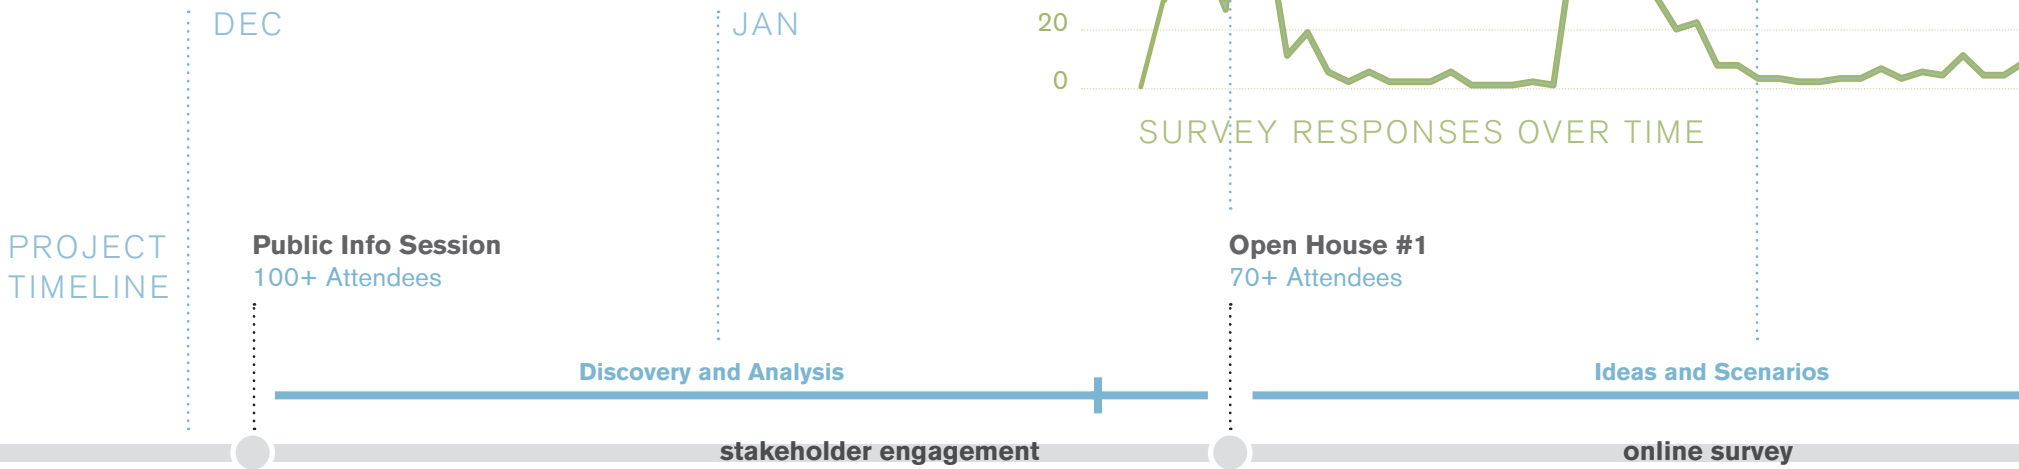 DEC
JAN
20
0
SURVEY RESPONSES OVER TIME
PROJECT
TIMELINE
Public Info Session
100+ Attendees
Open House #1
70+ Attendees
Discovery and Analysis
Ideas and Scenarios
stakeholder engagement
online survey